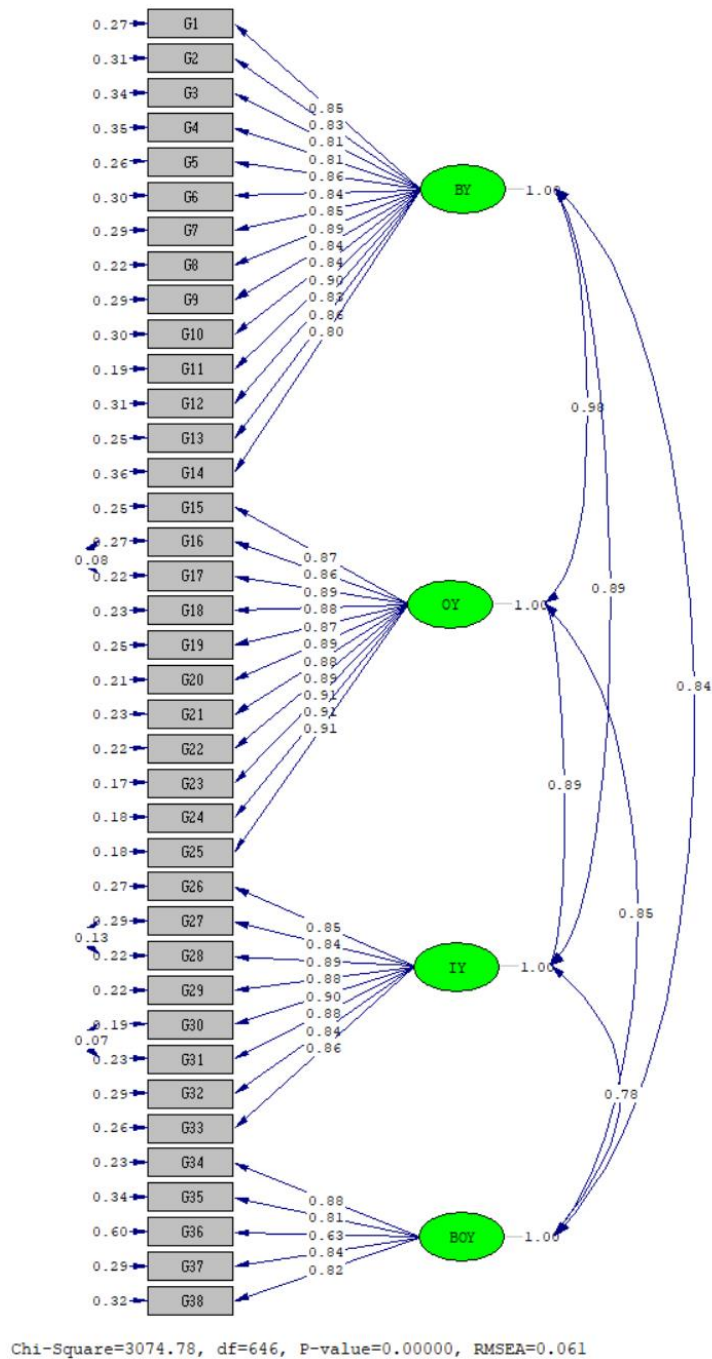 0.27 G1
0.31 G2
0.34 G3
0.35 G4
0.26 G5
0.30 G6
0.29 G7
0.22 G8
0.29 G9
0.30 G10
0.19 G11
0.31 G12
0.25 G13
0.36 G14
0.25 G15
0.27 G16
0.08
0.22 G17
0.23 G18
0.25 G19
0.21 G20
0.23 G21
0.22 G22
0.17 G23
0.18 G24
0.18 G25
0.27 G26
0.29 G27
0.13
0.22 G28
0.22 G29
0.19 G30
0.07
0.23 G31
0.29 G32
0.26 G33
0.23 G34
0.34 G35
0.60 G36
0.29 G37
0.32 G38
0.85
0.83
0.81
0.81
0.86
0.84
0.85
0.89
0.84
0.84
0.90
0.83
0.86
0.80
0.87
0.86
0.89
0.88
0.87
0.89
0.88
0.89
0.91
0.91
0.91
0.85
0.84
0.89
0.88
0.90
0.88
0.84
0.86
0.88
0.81
0.63
0.84
0.82
BY 1.00
OY 1.00
IY 1.00
BOY 1.00
0.98
0.89
0.84
0.89
0.85
0.78
Chi-Square=3074.78, df=646, P-value=0.00000, RMSEA=0.061